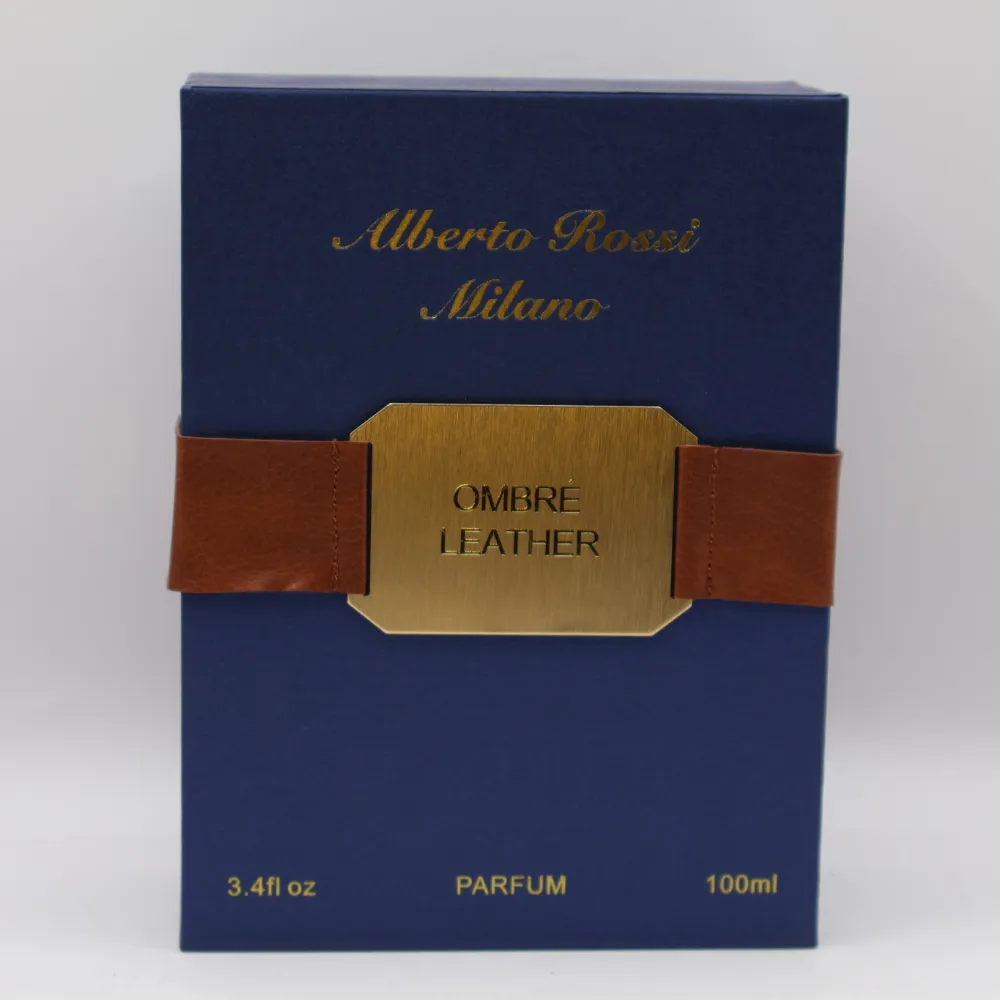 Alberto Rossi
Milano
OMBRÉ
LEATHER
3.4fl oz PARFUM 100ml